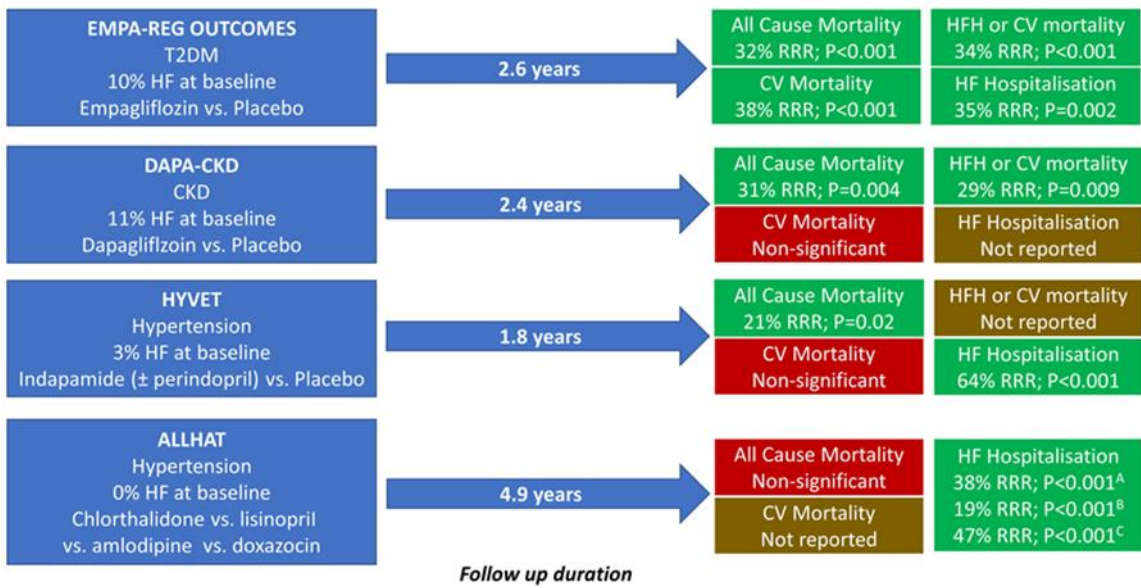 EMPA-REG OUTCOMES
T2DM
10% HF at baseline
Empagliflozin vs. Placebo
2.6 years
All Cause Mortality
32% RRR; P<0.001
HFH or CV mortality
34% RRR; P<0.001
CV Mortality
38% RRR; P<0.001
HF Hospitalisation
35% RRR; P=0.002
DAPA-CKD
CKD
11% HF at baseline
Dapagliflzoin vs. Placebo
2.4 years
All Cause Mortality
31% RRR; P=0.004
HFH or CV mortality
29% RRR; P=0.009
CV Mortality
Non-significant
HF Hospitalisation
Not reported
HYVET
Hypertension
3% HF at baseline
Indapamide (± perindopril) vs. Placebo
1.8 years
All Cause Mortality
21% RRR; P=0.02
HFH or CV mortality
Not reported
CV Mortality
Non-significant
HF Hospitalisation
64% RRR; P<0.001
ALLHAT
Hypertension
0% HF at baseline
Chlorthalidone vs. lisinopril
vs. amlodipine vs. doxazocin
4.9 years
All Cause Mortality
Non-significant
CV Mortality
Not reported
HF Hospitalisation
38% RRR; P<0.001ᴬ
19% RRR; P<0.001ᴮ
47% RRR; P<0.001ᶜ
Follow up duration